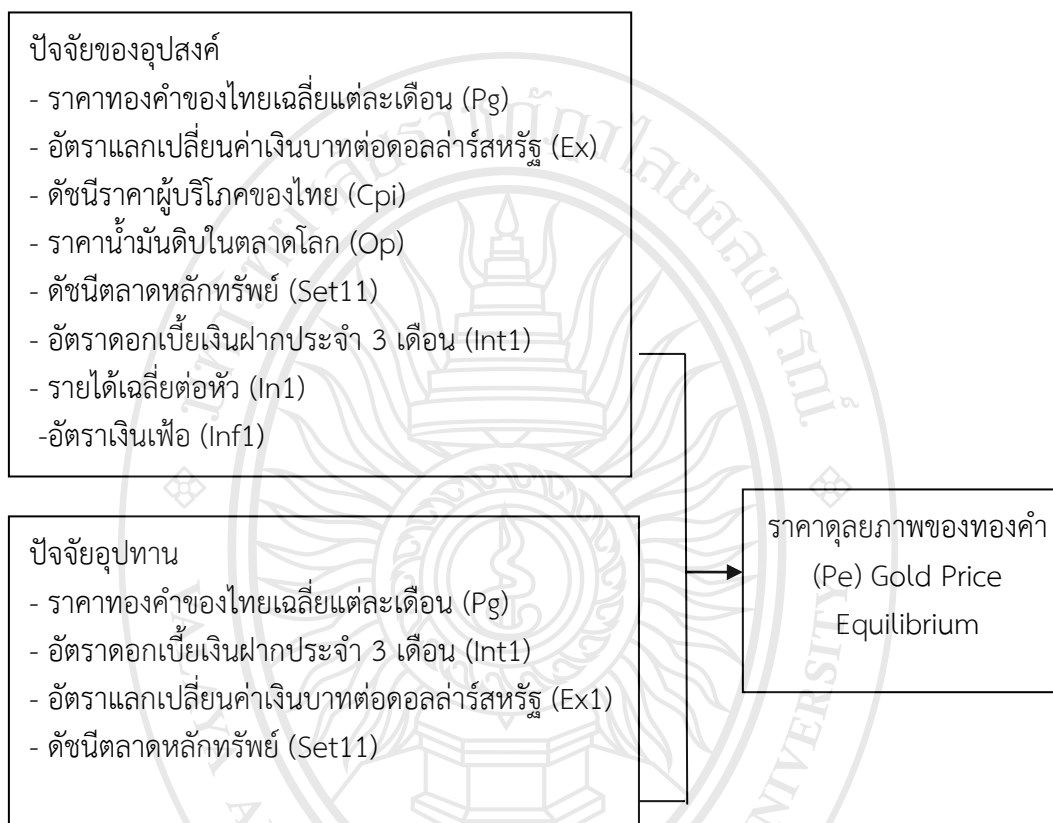 ปัจจัยของอุปสงค์
- ราคาทองคำของไทยเฉลี่ยแต่ละเดือน (Pg)
- อัตราแลกเปลี่ยนค่าเงินบาทต่อดอลล่าร์สหรัฐ (Ex)
- ดัชนีราคาผู้บริโภคของไทย (Cpi)
- ราคาน้ำมันดิบในตลาดโลก (Op)
- ดัชนีตลาดหลักทรัพย์ (Set11)
- อัตราดอกเบี้ยเงินฝากประจำ 3 เดือน (Int1)
- รายได้เฉลี่ยต่อหัว (In1)
-อัตราเงินเฟ้อ (Inf1)
ปัจจัยอุปทาน
- ราคาทองคำของไทยเฉลี่ยแต่ละเดือน (Pg)
- อัตราดอกเบี้ยเงินฝากประจำ 3 เดือน (Int1)
- อัตราแลกเปลี่ยนค่าเงินบาทต่อดอลล่าร์สหรัฐ (Ex1)
- ดัชนีตลาดหลักทรัพย์ (Set11)
ราคาดุลยภาพของทองคำ
(Pe) Gold Price
Equilibrium